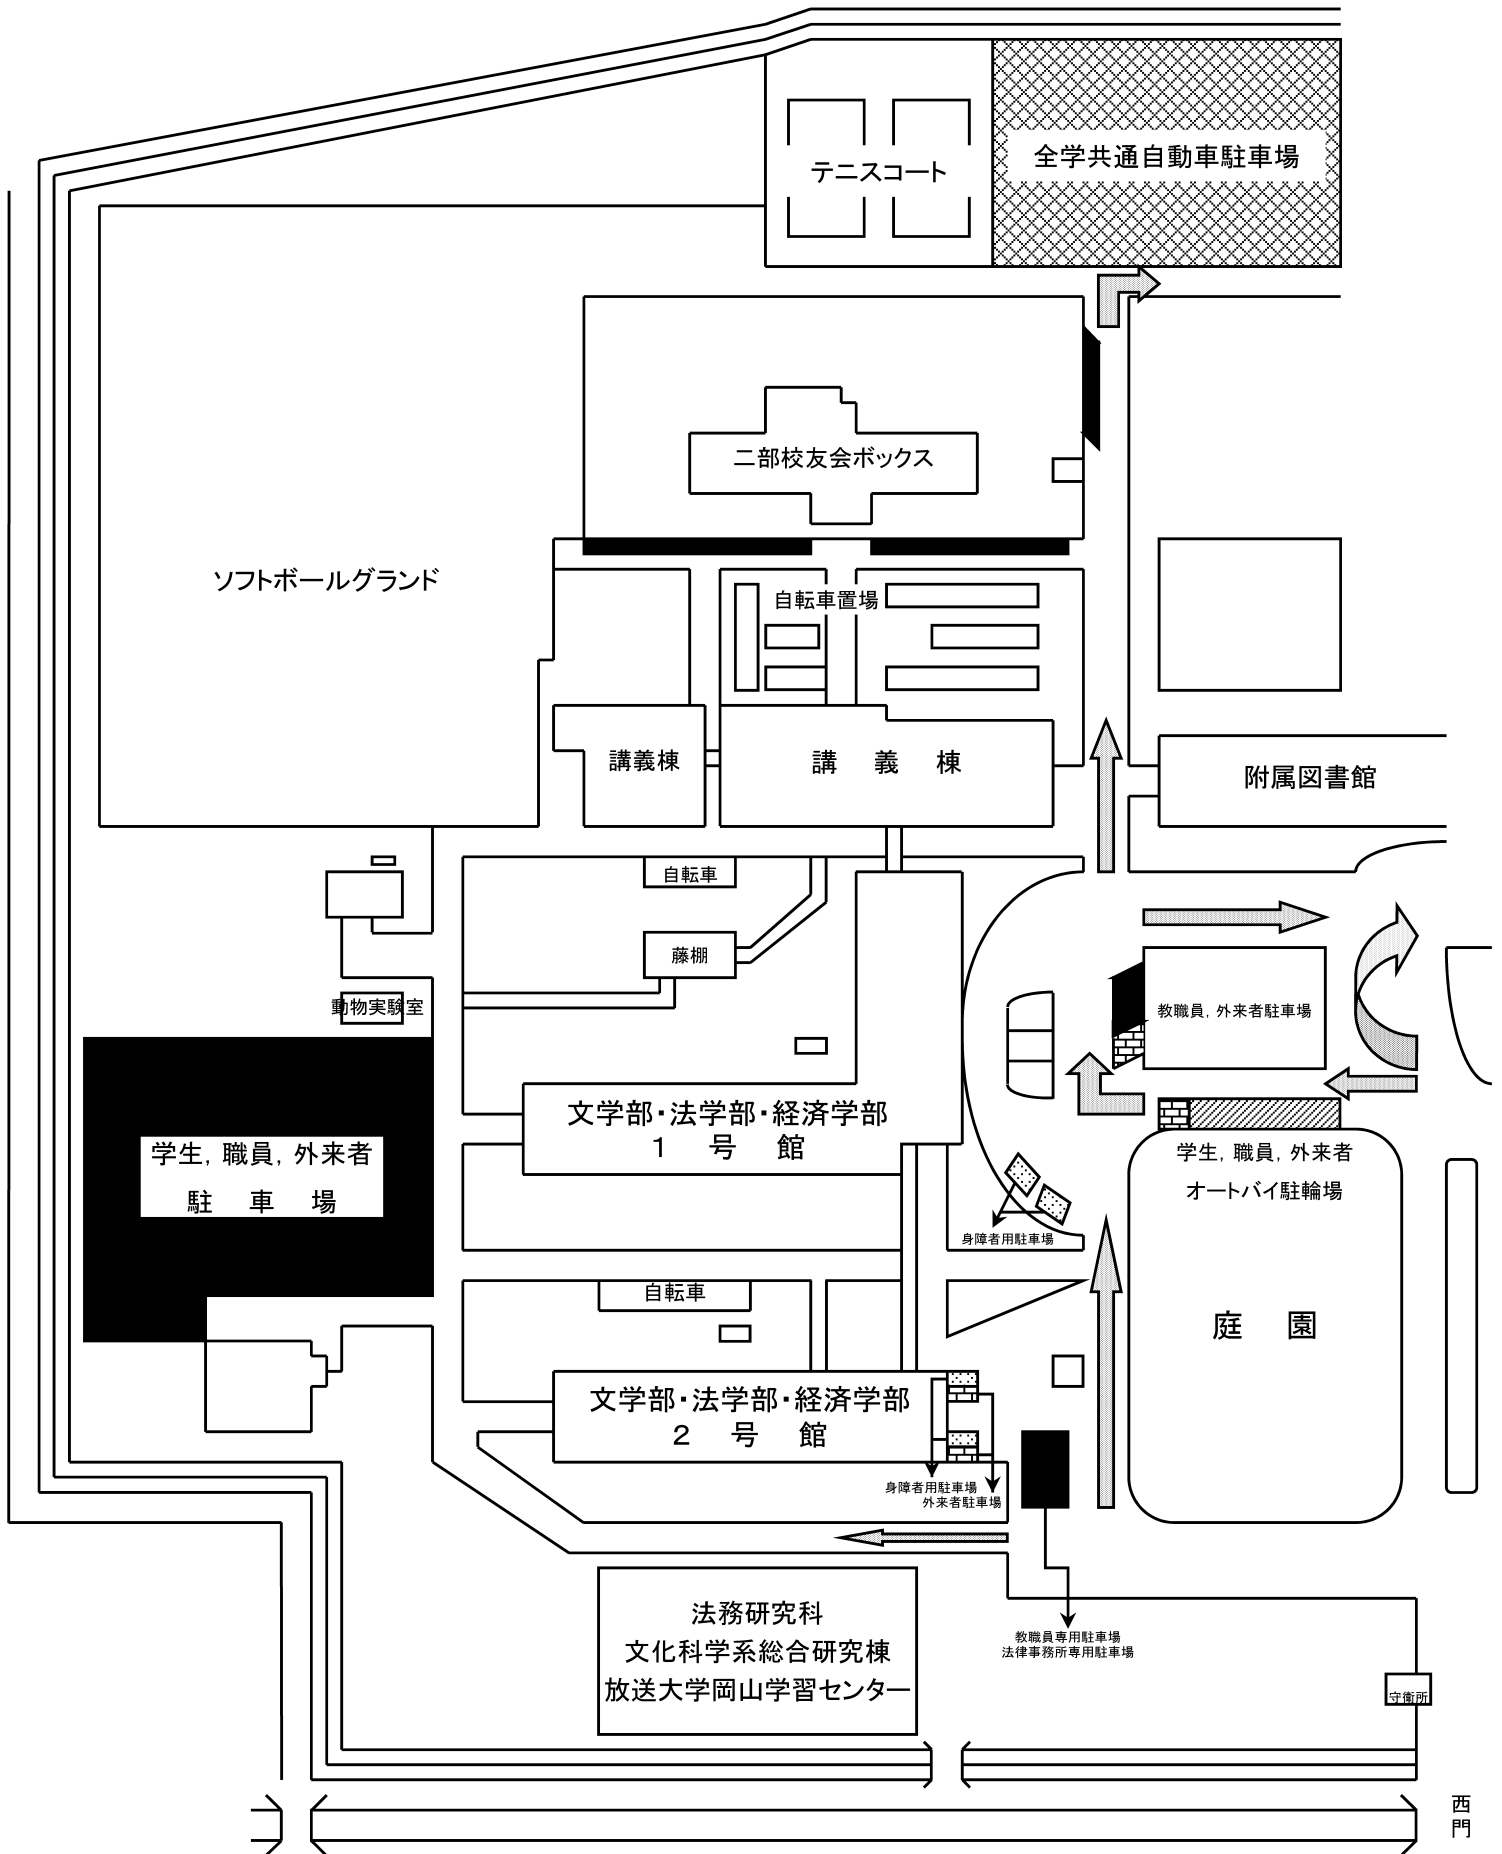 全学共通自動車駐車場
テニスコート
二部校友会ボックス
ソフトボールグランド
自転車置場
講義棟
講　義　棟
附属図書館
自転車
藤棚
動物実験室
教職員，外来者駐車場
文学部・法学部・経済学部
１　号　館
学生，職員，外来者
駐　車　場
学生，職員，外来者
オートバイ駐輪場
身障者用駐車場
自転車
庭　園
文学部・法学部・経済学部
２　号　館
身障者用駐車場
外来者駐車場
法務研究科
文化科学系総合研究棟
放送大学岡山学習センター
教職員専用駐車場
法律事務所専用駐車場
守衛所
西
門